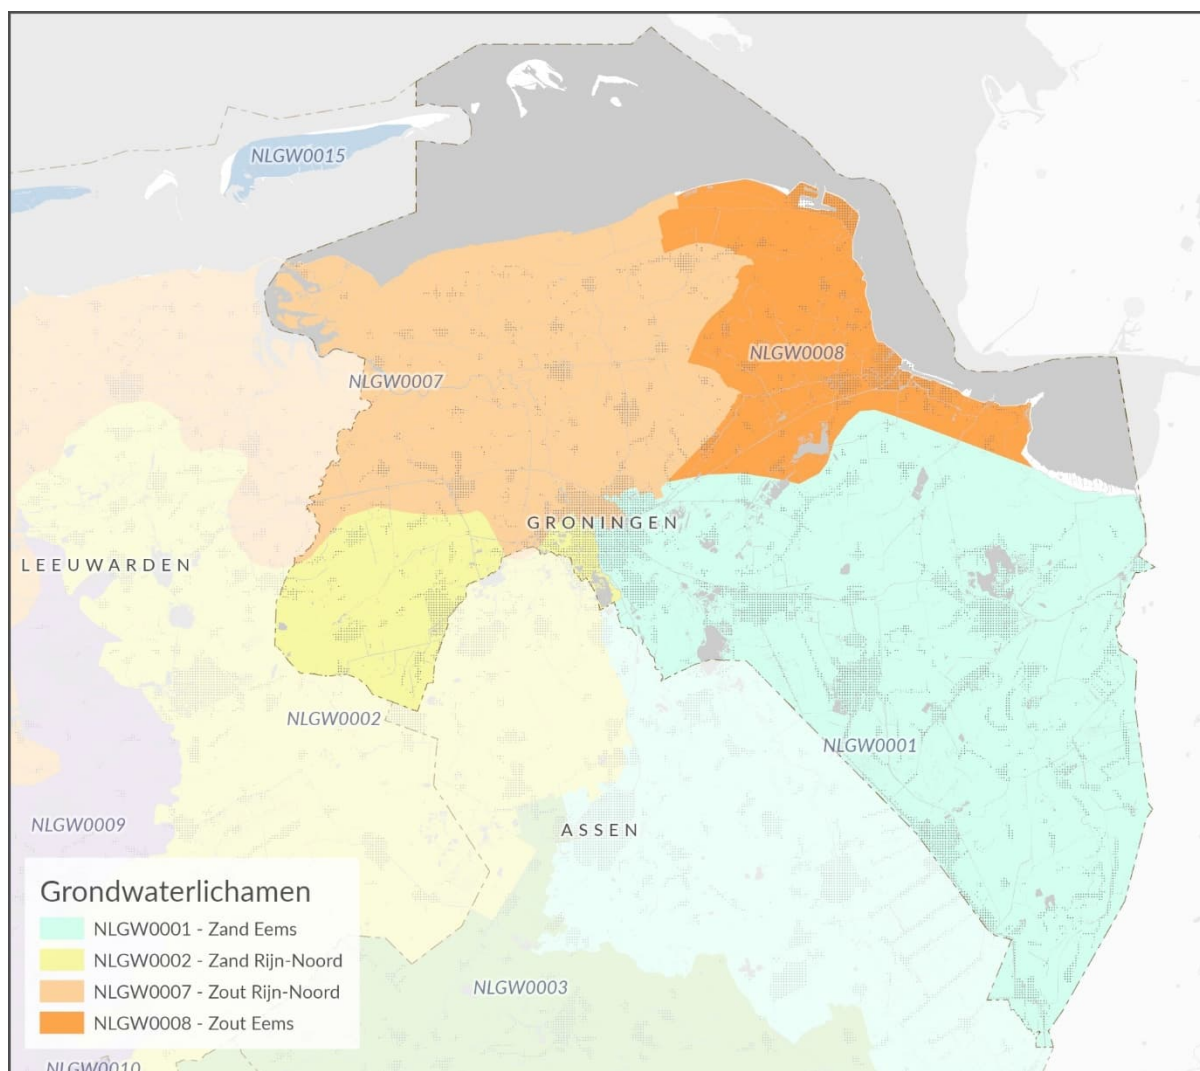 NLGW0015
NLGW0008
NLGW0007
GRONINGEN
LEEUWARDEN
NLGW0002
NLGW0001
NLGW0009
ASSEN
Grondwaterlichamen
NLGW0001 - Zand Eems
NLGW0002 - Zand Rijn-Noord
NLGW0007 - Zout Rijn-Noord
NLGW0008 - Zout Eems
NLGW0003
NLGW0010